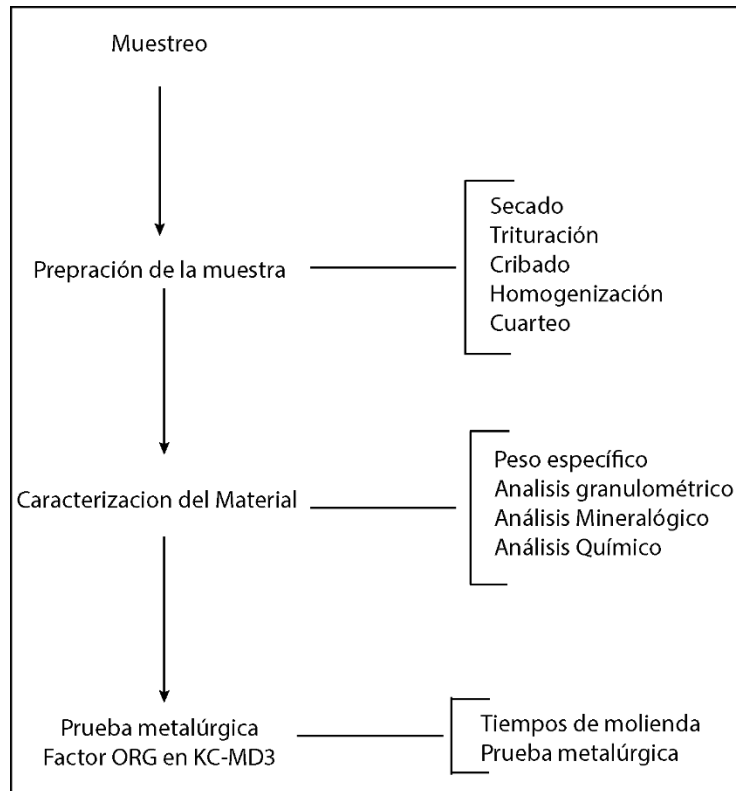 Muestreo
Prepración de la muestra
Secado
Trituración
Cribado
Homogenización
Cuarteo
Caracterizacion del Material
Peso específico
Analisis granulométrico
Análisis Mineralógico
Análisis Químico
Prueba metalúrgica
Factor ORG en KC-MD3
Tiempos de molienda
Prueba metalúrgica